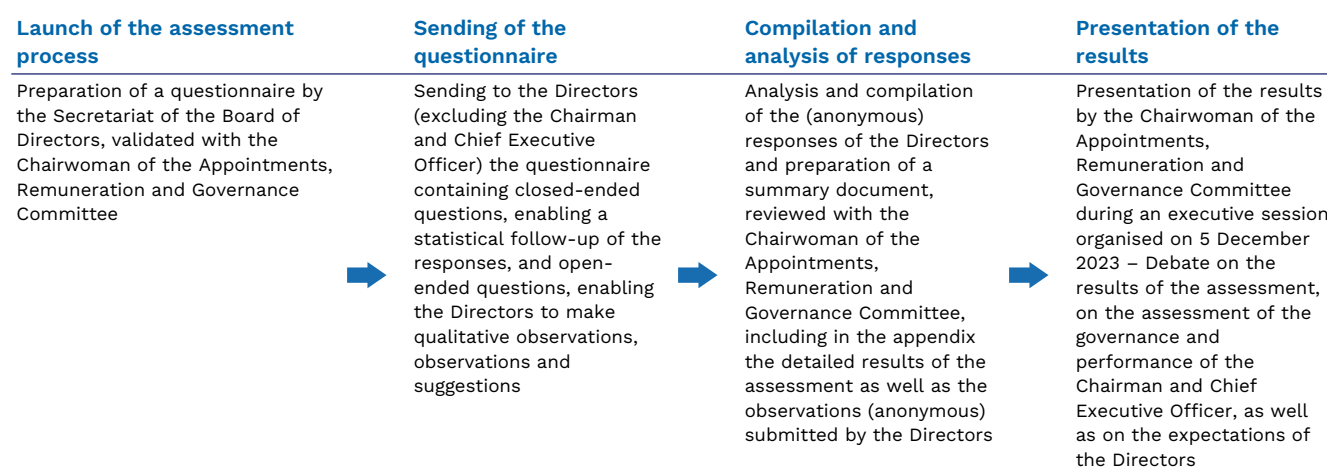 Launch of the assessment
process
Preparation of a questionnaire by
the Secretariat of the Board of
Directors, validated with the
Chairwoman of the Appointments,
Remuneration and Governance
Committee
Sending of the
questionnaire
Sending to the Directors
(excluding the Chairman
and Chief Executive
Officer) the questionnaire
containing closed-ended
questions, enabling a
statistical follow-up of the
responses, and open-
ended questions, enabling
the Directors to make
qualitative observations,
observations and
suggestions
Compilation and
analysis of responses
Analysis and compilation
of the (anonymous)
responses of the Directors
and preparation of a
summary document,
reviewed with the
Chairwoman of the
Appointments,
Remuneration and
Governance Committee,
including in the appendix
the detailed results of the
assessment as well as the
observations (anonymous)
submitted by the Directors
Presentation of the
results
Presentation of the results
by the Chairwoman of the
Appointments,
Remuneration and
Governance Committee
during an executive session
organised on 5 December
2023 – Debate on the
results of the assessment,
on the assessment of the
governance and
performance of the
Chairman and Chief
Executive Officer, as well
as on the expectations of
the Directors